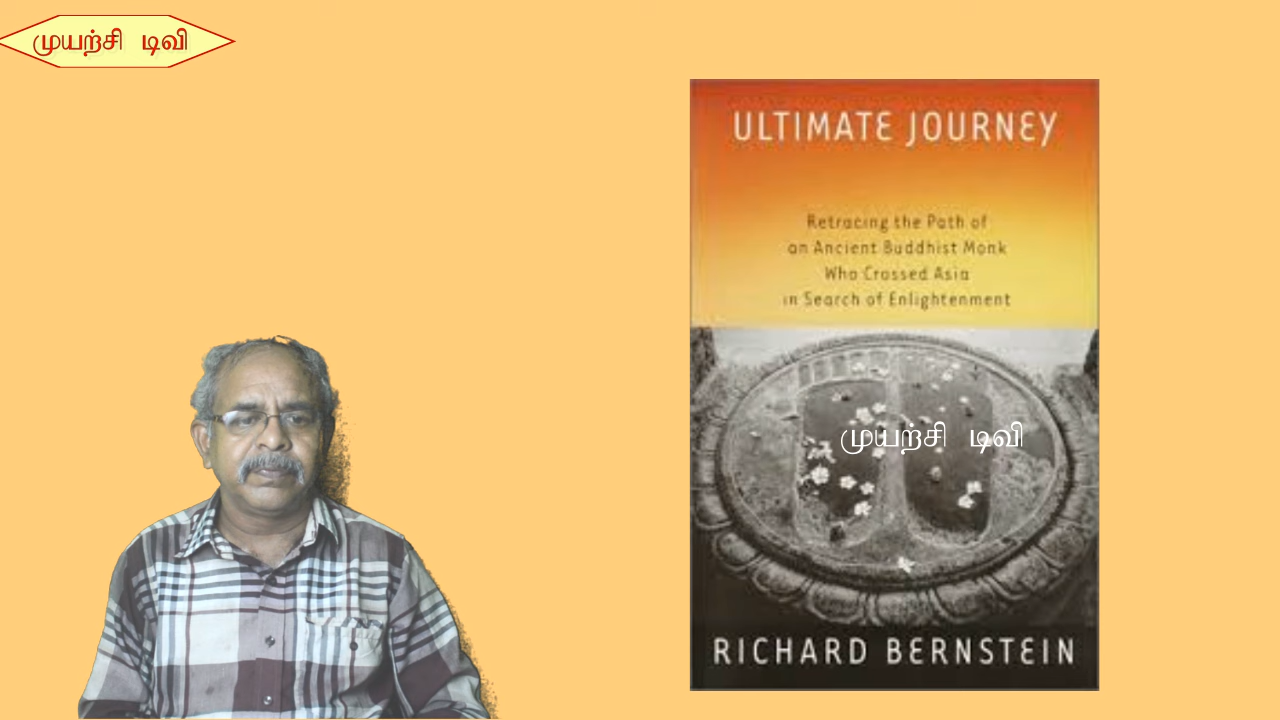 முயற்சி டிவி
ULTIMATE JOURNEY
Retracing the Path of
an Ancient Buddhist Monk
Who Crossed Asia
in Search of Enlightenment
முயற்சி டிவி
RICHARD BERNSTEIN